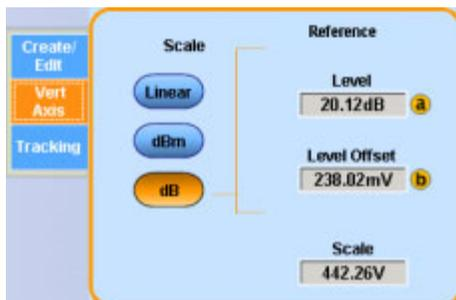 Create/
Edit
Vert
Axis
Tracking
Scale
Linear
dBm
dB
Reference
Level
20.12dB
a
Level Offset
238.02mV
b
Scale
442.26V